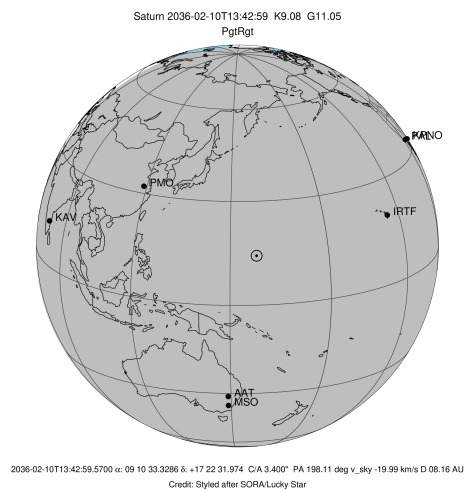 Saturn 2036-02-10T13:42:59 K9.08 G11.05
PgtRgt
PMO
KAV
IRTF
AAT
MSO
2036-02-10T13:42:59.5700 α: 09 10 33.3286 δ: +17 22 31.974 C/A 3.400" PA 198.11 deg v_sky -19.99 km/s D 08.16 AU
Credit: Styled after SORA/Lucky Star